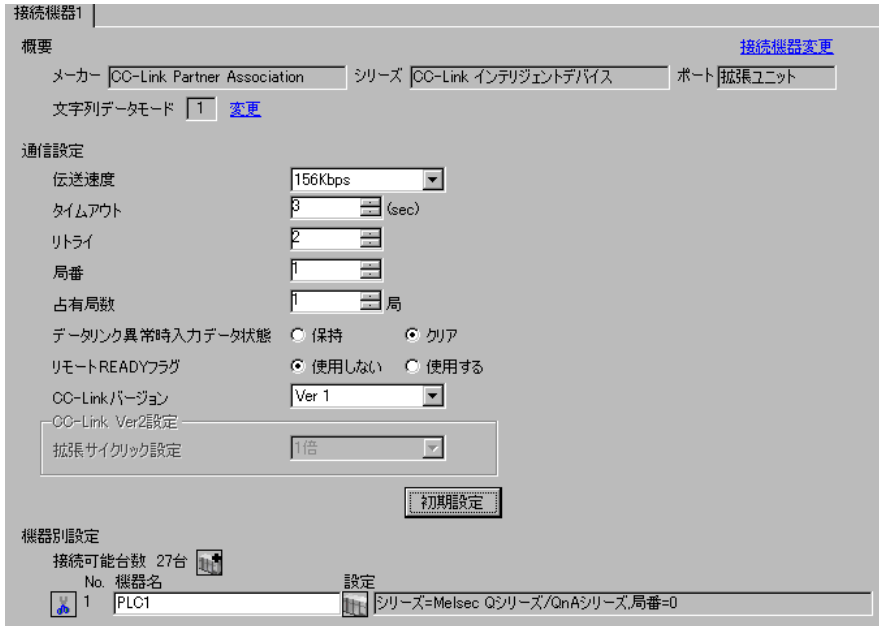 接続機器1
概要 接続機器変更
メーカー CC-Link Partner Association シリーズ CC-Link インテリジェントデバイス ポート 拡張ユニット
文字列データモード 1 変更
通信設定
伝送速度 156Kbps
タイムアウト 3 (sec)
リトライ 2
局番 1
占有局数 1 局
データリンク異常時入力データ状態 保持 クリア
リモートREADYフラグ 使用しない 使用する
CC-Linkバージョン Ver 1
CC-Link Ver2設定
拡張サイクリック設定 1倍
初期設定
機器別設定
接続可能台数 27台
No. 機器名 設定
1 PLC1 シリーズ=Melsec Qシリーズ/QnAシリーズ,局番=0